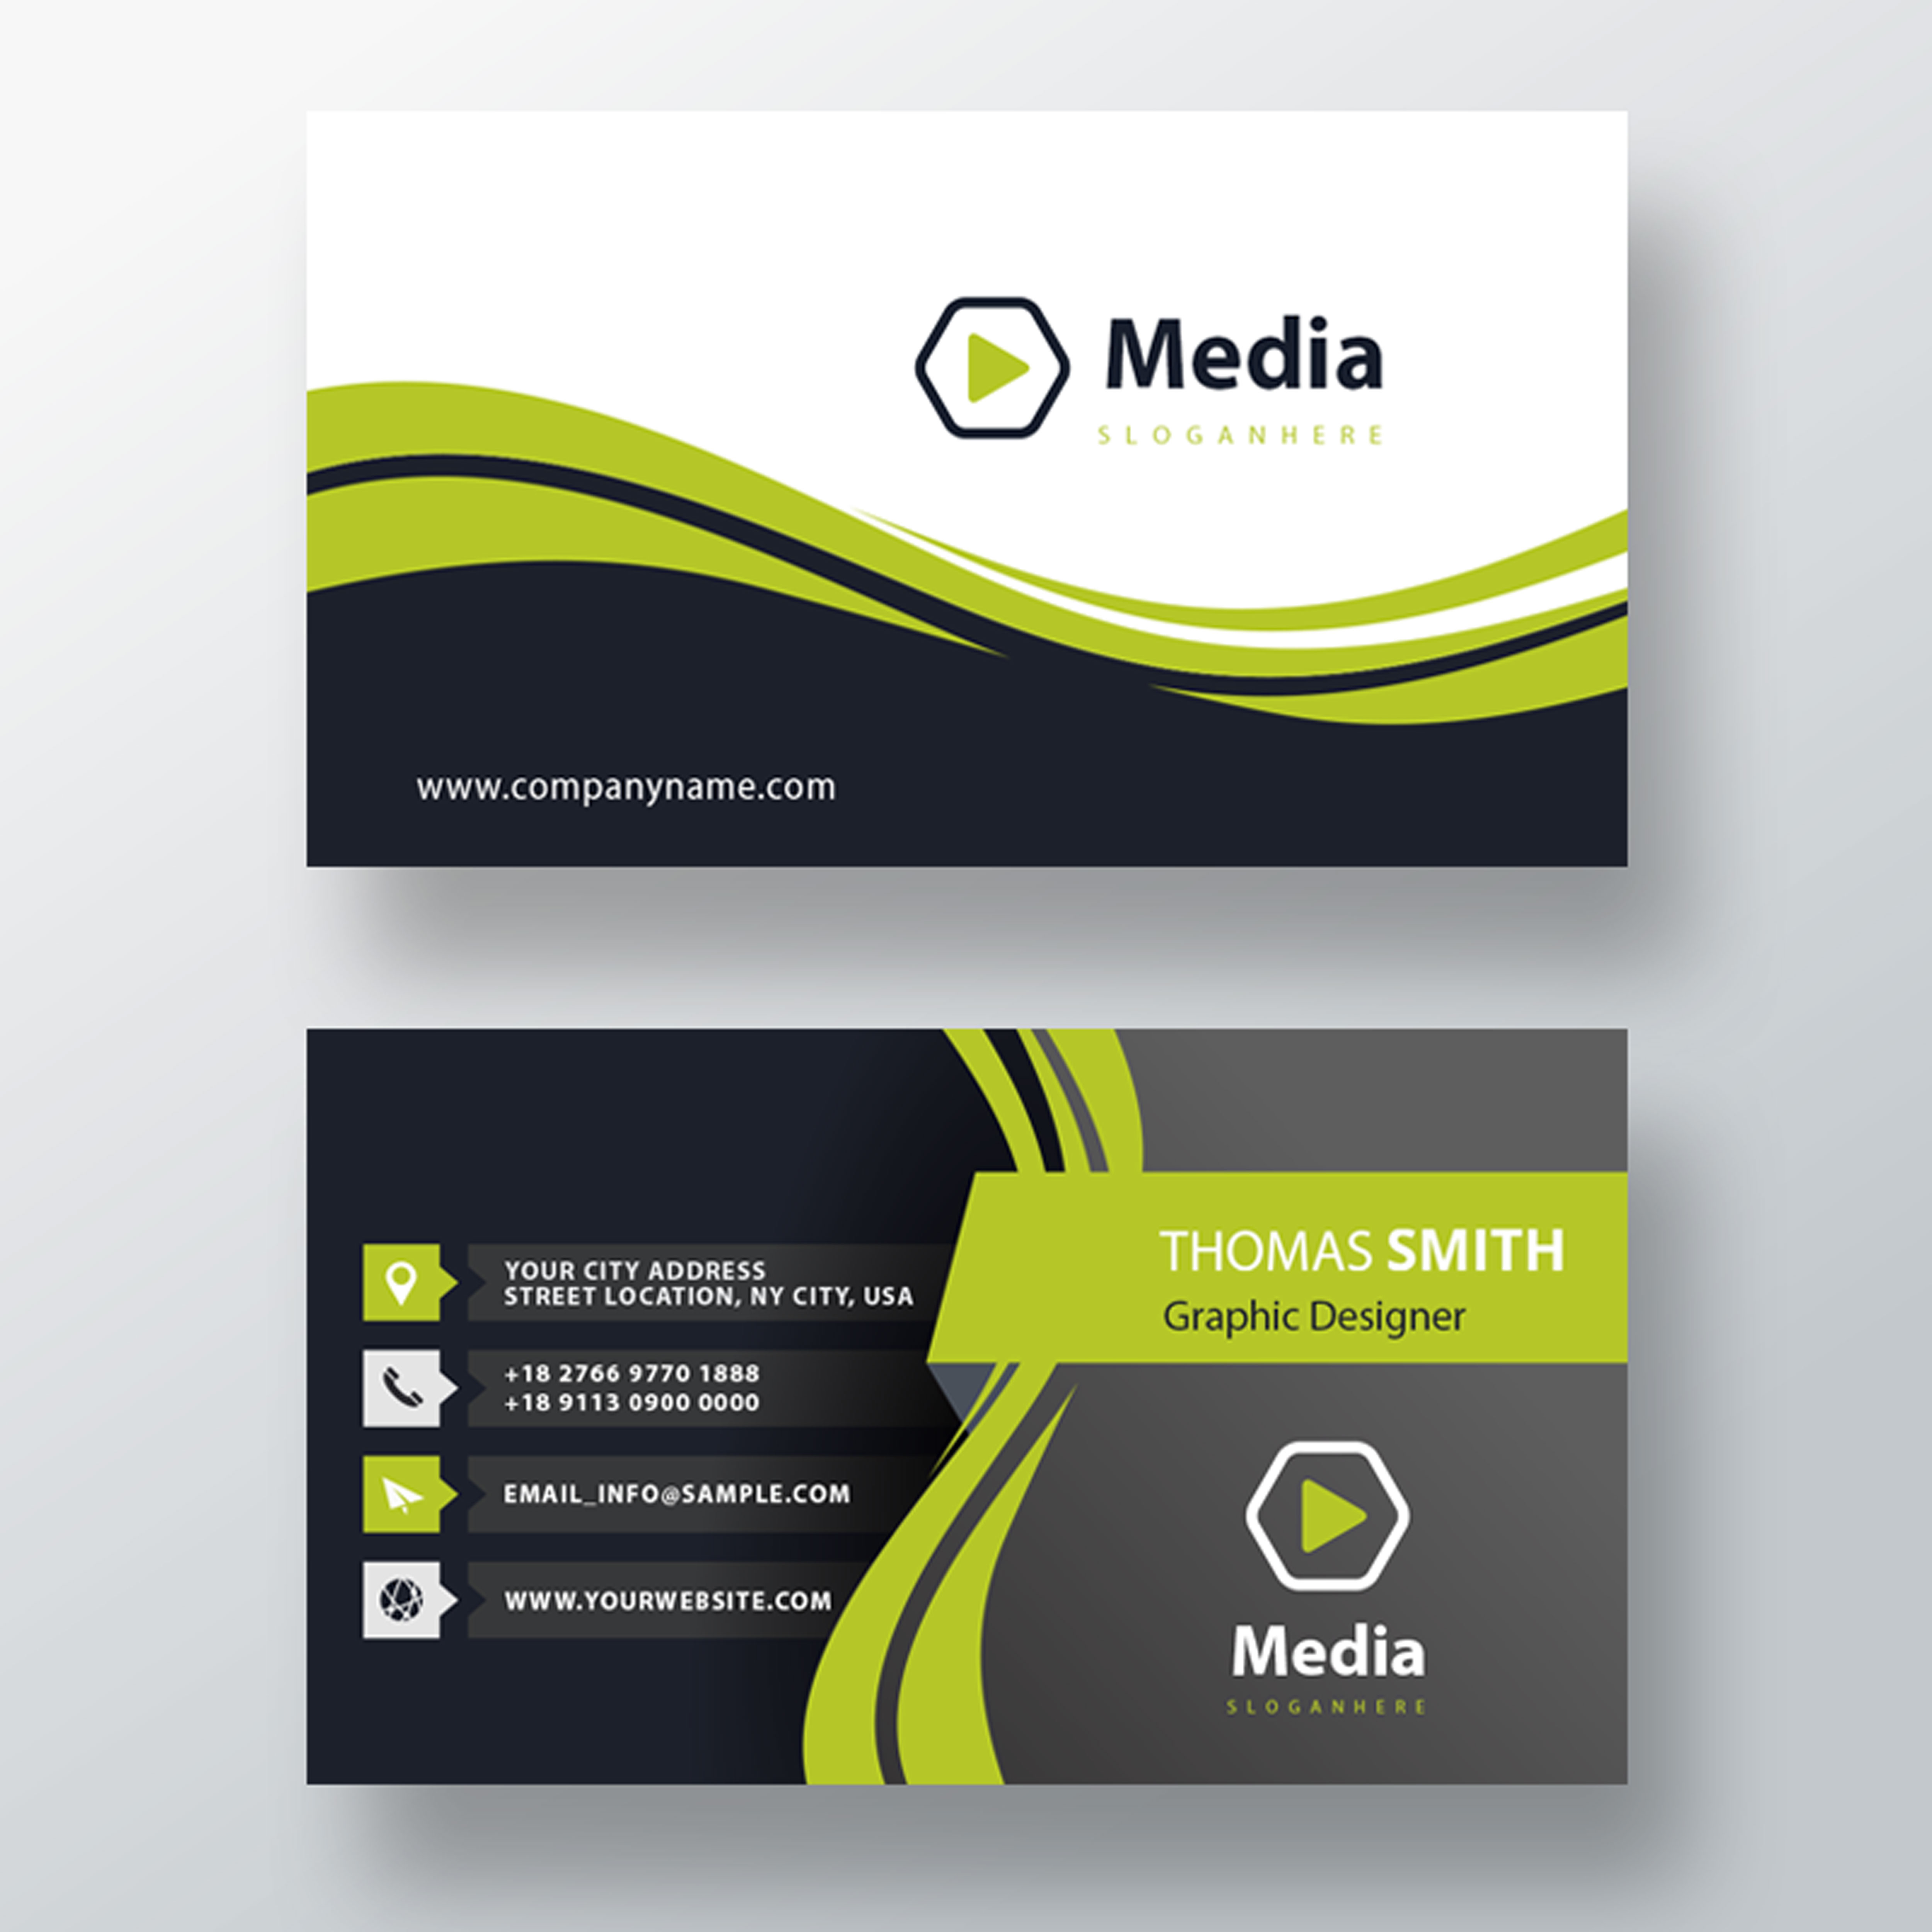 Media
SLOGANHERE
www.companyname.com
THOMAS SMITH
Graphic Designer
YOUR CITY ADDRESS
STREET LOCATION, NY CITY, USA
+18 2766 9770 1888
+18 9113 0900 0000
EMAIL_INFO@SAMPLE.COM
WWW.YOURWEBSITE.COM
Media
SLOGANHERE